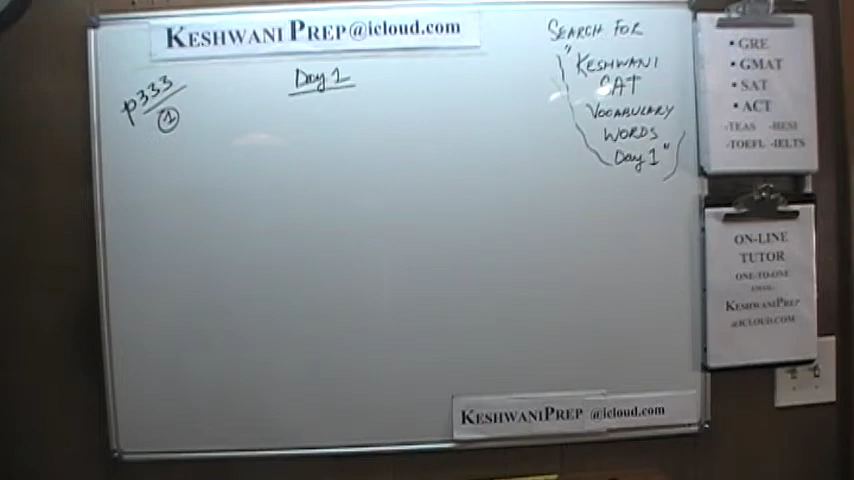 KESHWANI PREP@icloud.com
p333
1
Day 1
SEARCH FOR
"KESHWANI
SAT
VOCABULARY
WORDS
Day 1"
• GRE
• GMAT
• SAT
• ACT
-TEAS -HESI
-TOEFL -IELTS
ON-LINE
TUTOR
ONE-TO-ONE
EMAIL:
KESHWANIPREP
@ICLOUD.COM
KESHWANIPREP @icloud.com